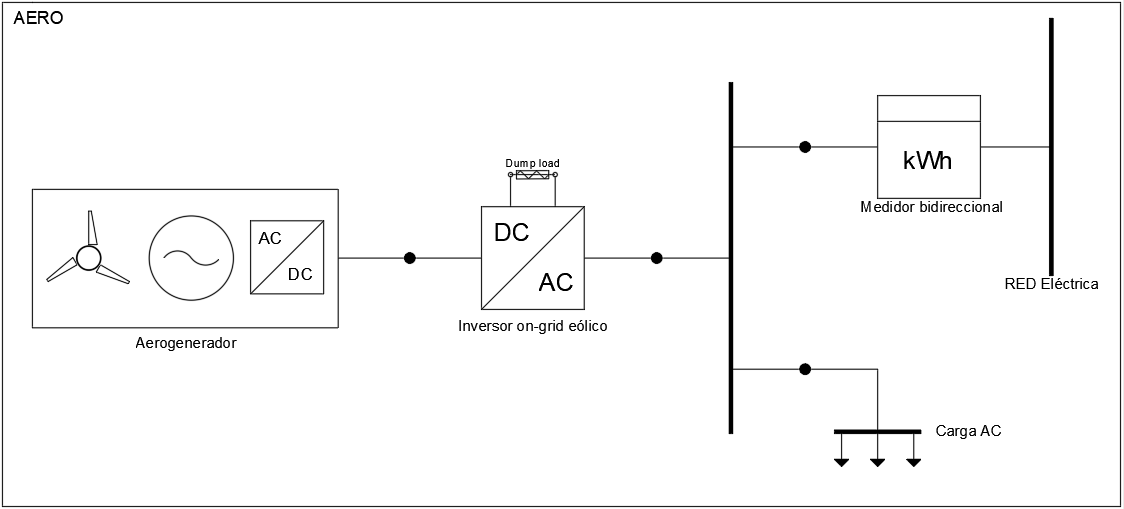 AERO
Dump load
kWh
Medidor bidireccional
RED Eléctrica
AC
DC
DC
AC
Aerogenerador
Inversor on-grid eólico
Carga AC